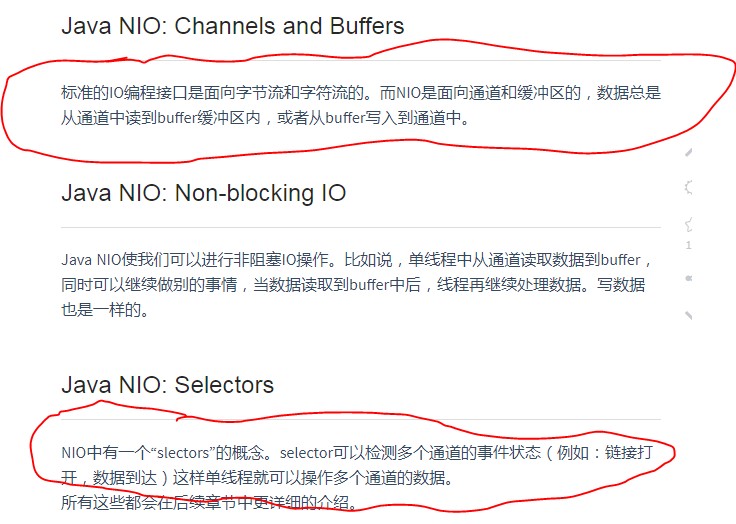 Java NIO: Channels and Buffers
标准的IO编程接口是面向字节流和字符流的。而NIO是面向通道和缓冲区的，数据总是
从通道中读到buffer缓冲区内，或者从buffer写入到通道中。
Java NIO: Non-blocking IO
Java NIO使我们可以进行非阻塞IO操作。比如说，单线程中从通道读取数据到buffer，
同时可以继续做别的事情，当数据读取到buffer中后，线程再继续处理数据。写数据
也是一样的。
1
Java NIO: Selectors
NIO中有一个“slectors”的概念。selector可以检测多个通道的事件状态（例如：链接打
开，数据到达）这样单线程就可以操作多个通道的数据。
所有这些都会在后续章节中更详细的介绍。